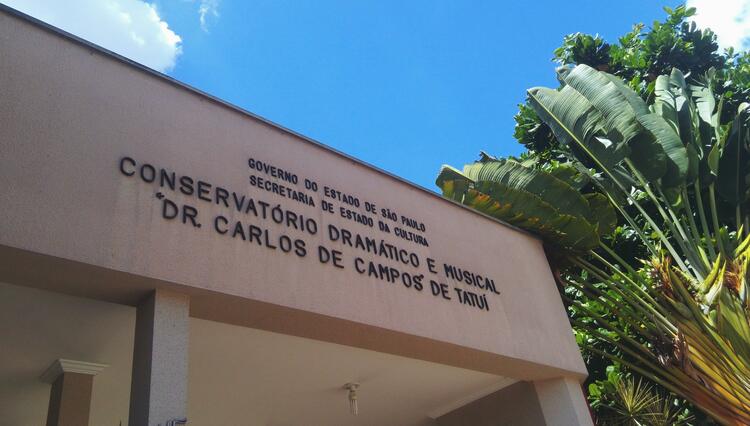 GOVERNO DO ESTADO DE SÃO PAULO
SECRETARIA DE ESTADO DA CULTURA
CONSERVATÓRIO DRAMÁTICO E MUSICAL
"DR. CARLOS DE CAMPOS" DE TATUÍ